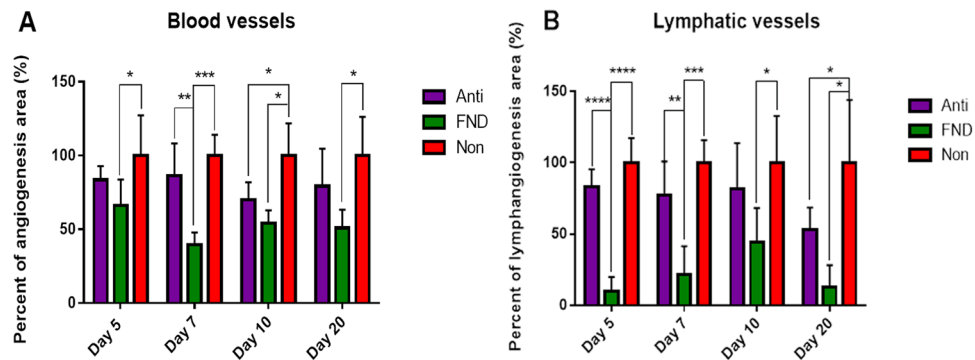 A
Blood vessels
Percent of angiogenesis area (%)
150
100
50
0
*
**
***
*
*
*
Day 5
Day 7
Day 10
Day 20
Anti
FND
Non
B
Lymphatic vessels
Percent of lymphangiogenesis area (%)
150
100
50
0
****
****
**
***
*
*
*
Day 5
Day 7
Day 10
Day 20
Anti
FND
Non